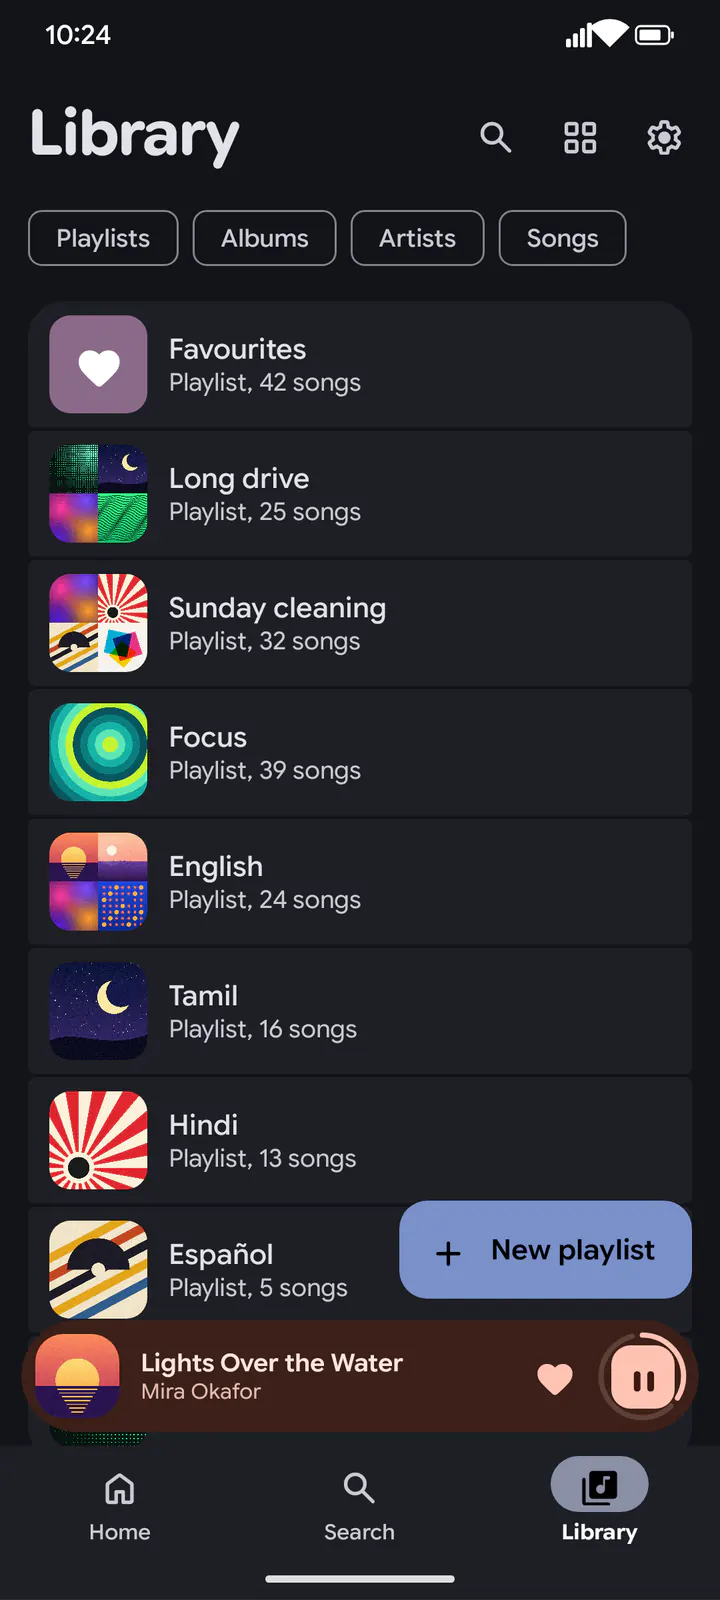 10:24
Library
Playlists
Albums
Artists
Songs
Favourites
Playlist, 42 songs
Long drive
Playlist, 25 songs
Sunday cleaning
Playlist, 32 songs
Focus
Playlist, 39 songs
English
Playlist, 24 songs
Tamil
Playlist, 16 songs
Hindi
Playlist, 13 songs
Español
Playlist, 5 songs
New playlist
Lights Over the Water
Mira Okafor
Home
Search
Library